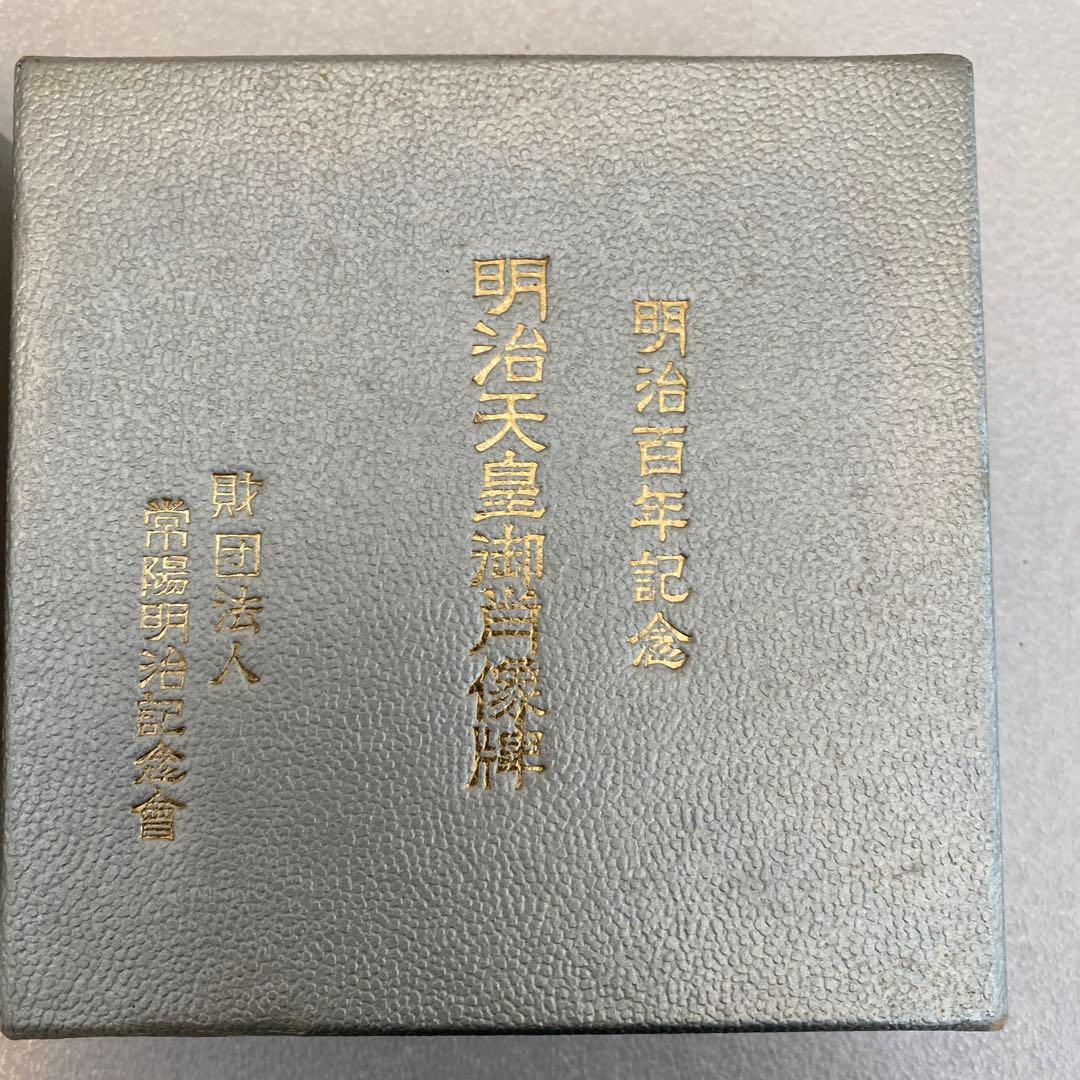 明治百年記念
明治天皇御肖像牌
財団法人
常陽明治記念會